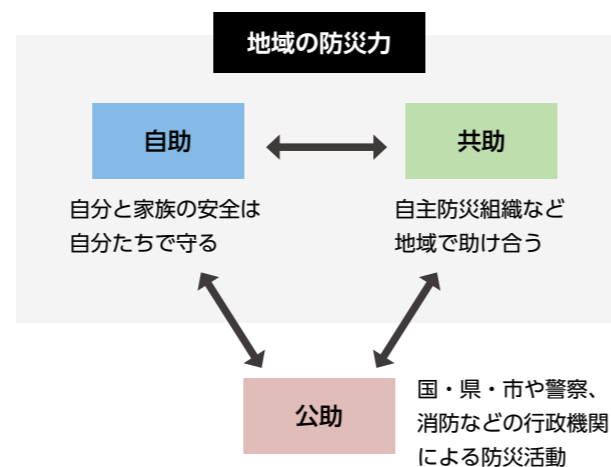 地域の防災力
自助
共助
自分と家族の安全は
自分たちで守る
自主防災組織など
地域で助け合う
公助
国・県・市や警察、
消防などの行政機関
による防災活動